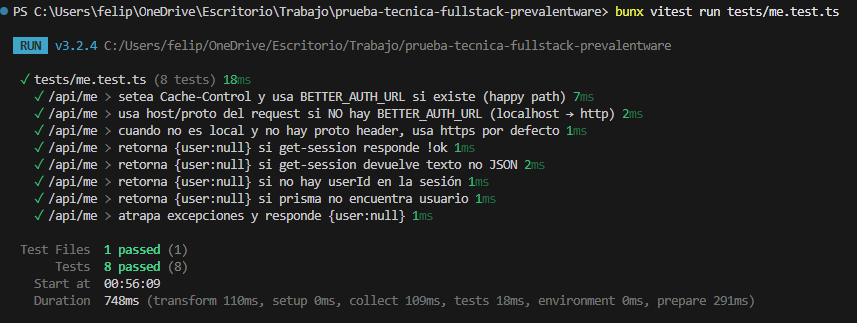 PS C:\Users\felip\OneDrive\Escritorio\Trabajo\prueba-tecnica-fullstack-prevalentware> bunx vitest run tests/me.test.ts
RUN v3.2.4 C:/Users/felip/OneDrive/Escritorio/Trabajo/prueba-tecnica-fullstack-prevalentware
✓ tests/me.test.ts (8 tests) 18ms
✓ /api/me > setea Cache-Control y usa BETTER_AUTH_URL si existe (happy path) 7ms
✓ /api/me > usa host/proto del request si NO hay BETTER_AUTH_URL (localhost → http) 2ms
✓ /api/me > cuando no es local y no hay proto header, usa https por defecto 1ms
✓ /api/me > retorna {user:null} si get-session responde !ok 1ms
✓ /api/me > retorna {user:null} si get-session devuelve texto no JSON 2ms
✓ /api/me > retorna {user:null} si no hay userId en la sesión 1ms
✓ /api/me > retorna {user:null} si prisma no encuentra usuario 1ms
✓ /api/me > atrapa excepciones y responde {user:null} 1ms
Test Files 1 passed (1)
Tests 8 passed (8)
Start at 00:56:09
Duration 748ms (transform 110ms, setup 0ms, collect 109ms, tests 18ms, environment 0ms, prepare 291ms)